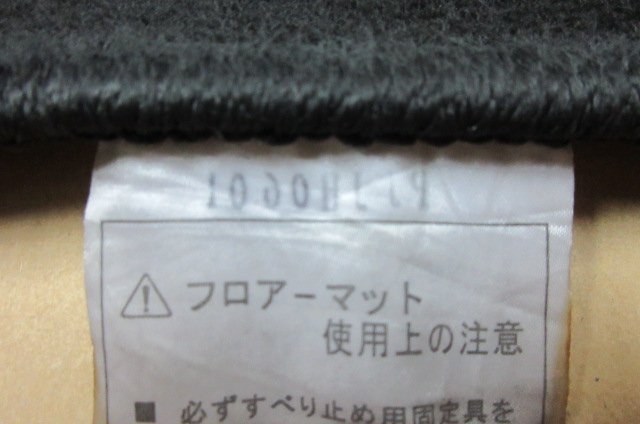 ⚠ フロアーマット
使用上の注意
■ 必ずすべり止め用固定具を